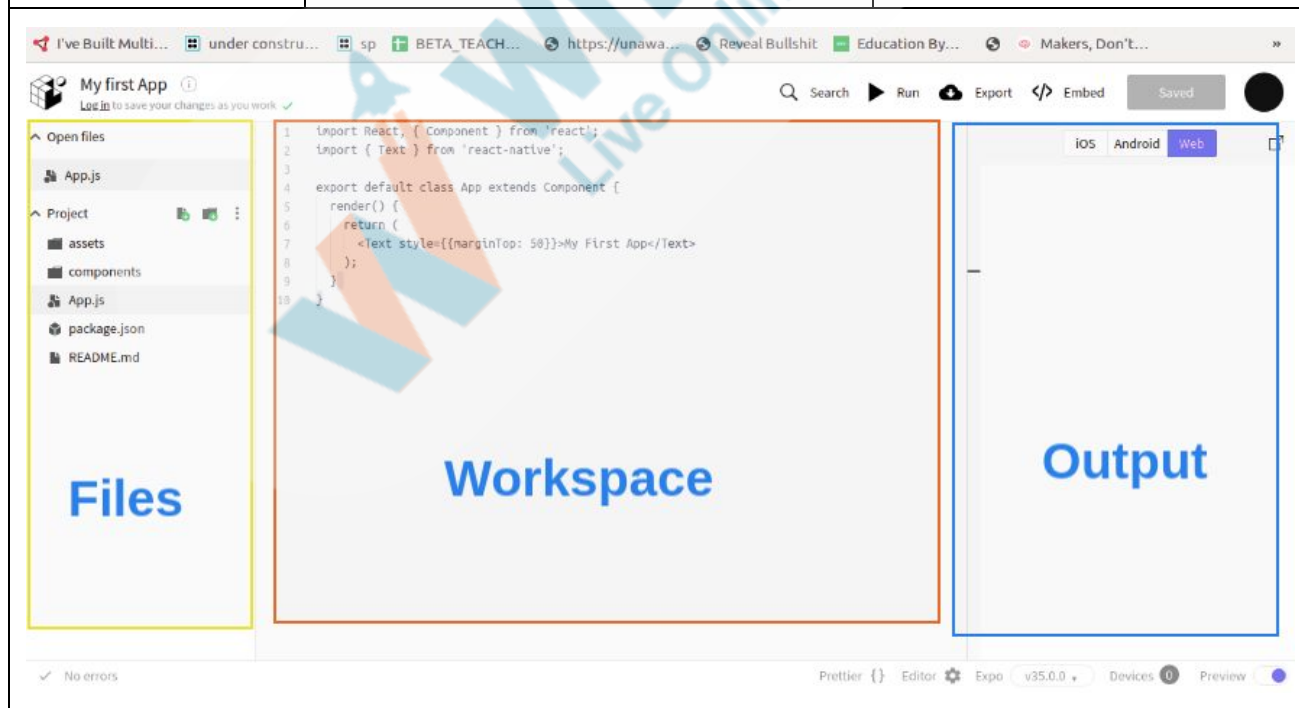 I've Built Multi... under constru... sp BETA_TEACH... https://unawa... Reveal Bullshit Education By... Makers, Don't... »
My first App
Log in to save your changes as you work
Search Run Export </> Embed Saved
Open files
App.js
Project
assets
components
App.js
package.json
README.md
Files
1 import React, { Component } from 'react';
2 import { Text } from 'react-native';
3
4 export default class App extends Component {
5 render() {
6 return (
7 <Text style={{marginTop: 50}}>My First App</Text>
8 );
9 }
10 }
Workspace
iOS Android Web
Output
Live Onlin
No errors
Prettier {} Editor Expo v35.0.0 Devices 0 Preview